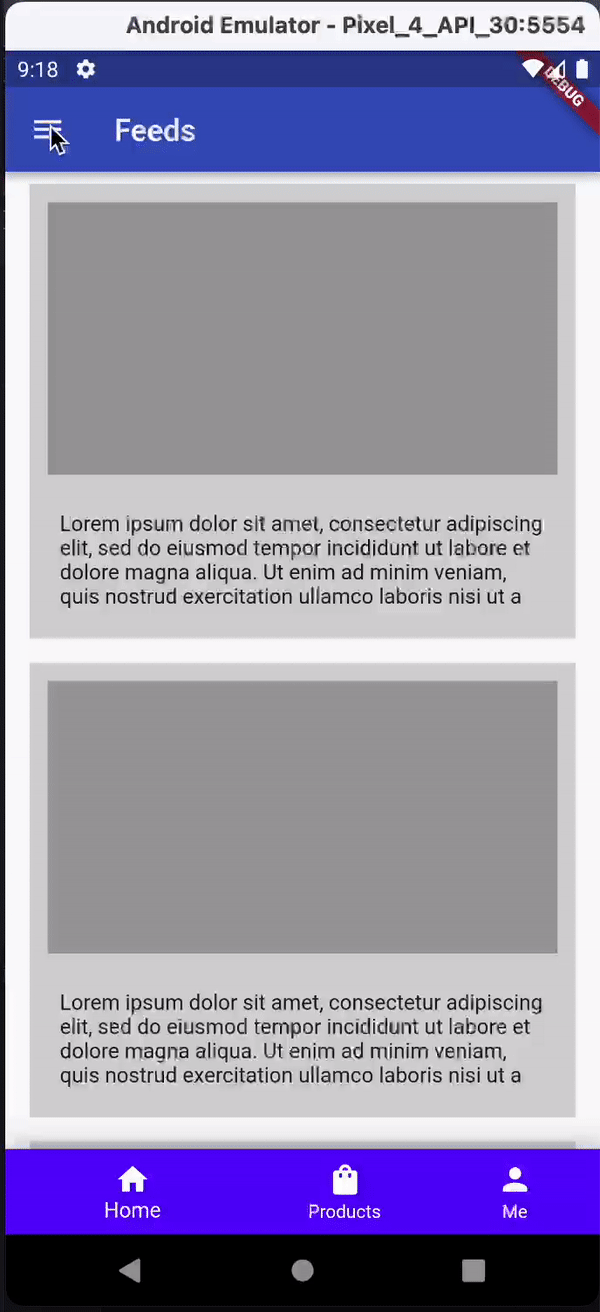 Android Emulator - Pixel_4_API_30:5554
9:18
DEBUG
Feeds
Lorem ipsum dolor sit amet, consectetur adipiscing
elit, sed do eiusmod tempor incididunt ut labore et
dolore magna aliqua. Ut enim ad minim veniam,
quis nostrud exercitation ullamco laboris nisi ut a
Lorem ipsum dolor sit amet, consectetur adipiscing
elit, sed do eiusmod tempor incididunt ut labore et
dolore magna aliqua. Ut enim ad minim veniam,
quis nostrud exercitation ullamco laboris nisi ut a
Home Products Me